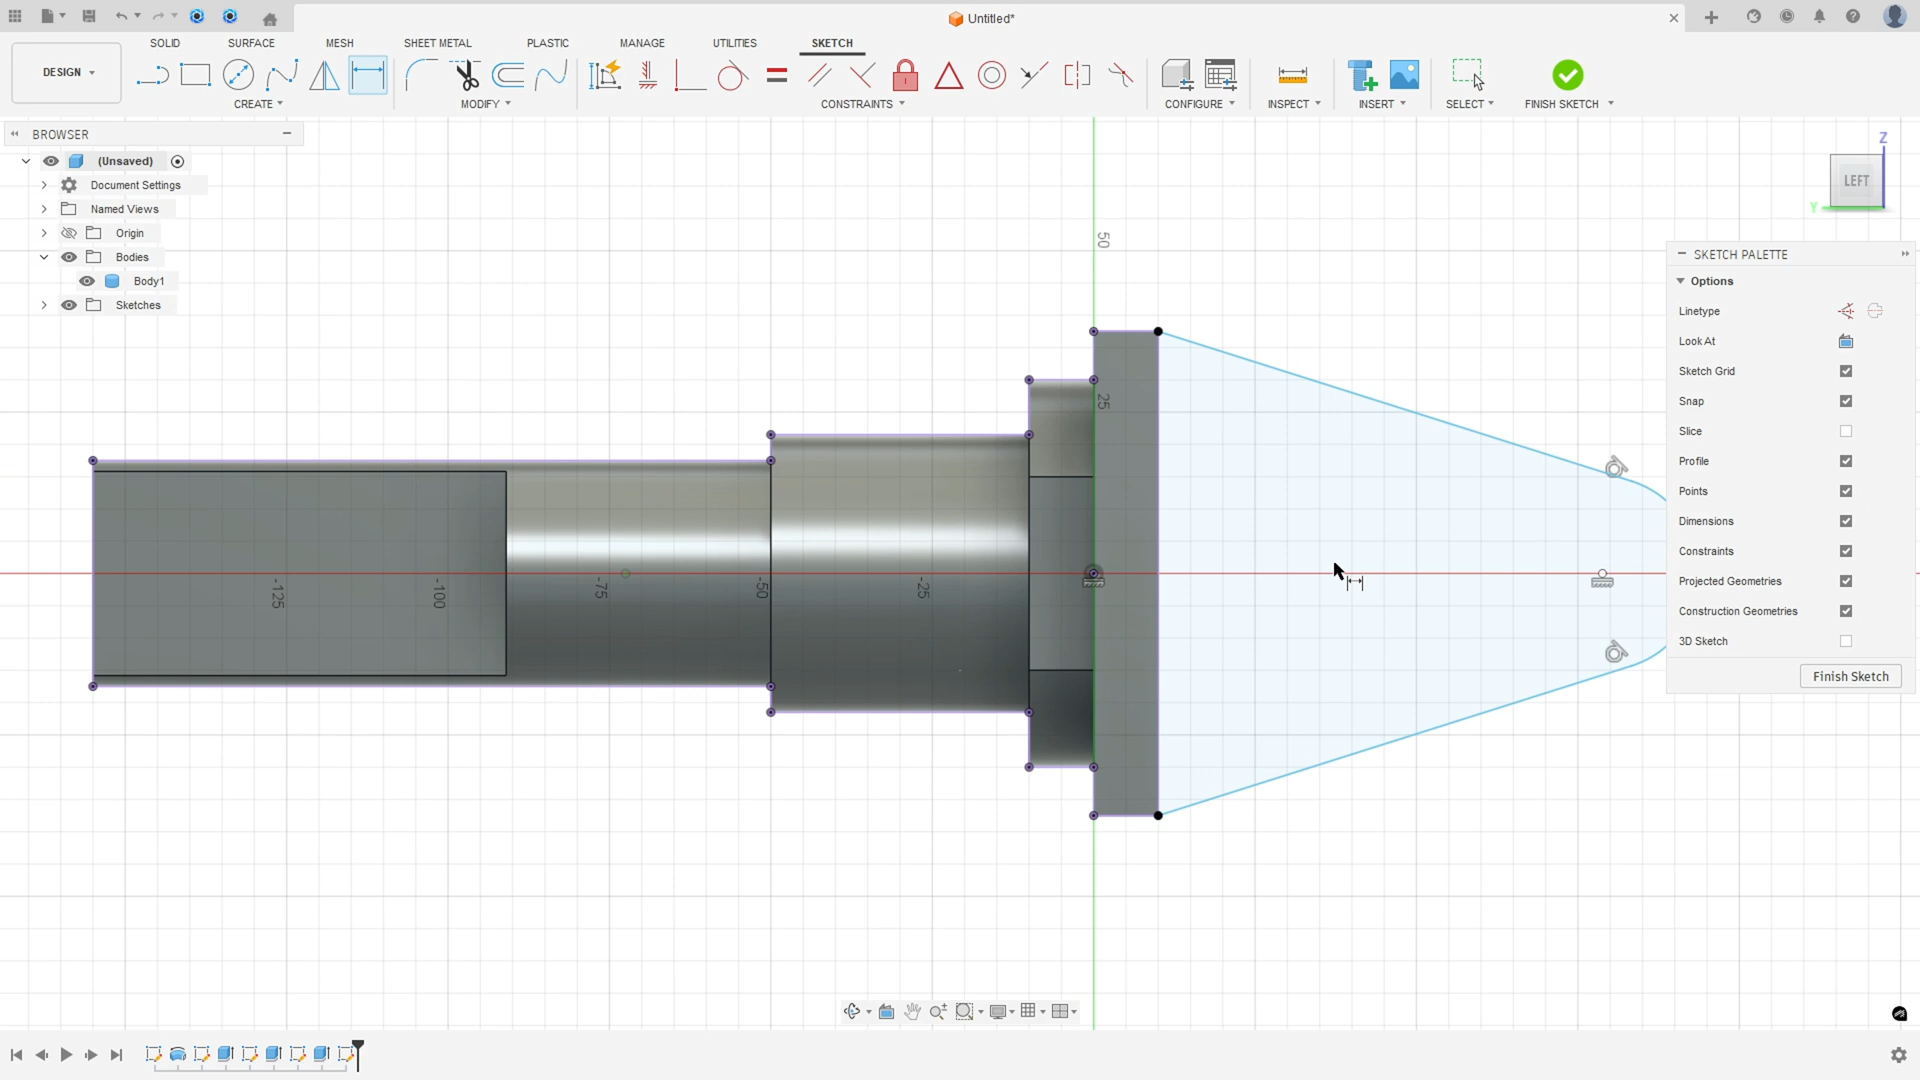 Untitled*
DESIGN
SOLID
SURFACE
MESH
SHEET METAL
PLASTIC
MANAGE
UTILITIES
SKETCH
CREATE
MODIFY
CONSTRAINTS
CONFIGURE
INSPECT
INSERT
SELECT
FINISH SKETCH
BROWSER
(Unsaved)
Document Settings
Named Views
Origin
Bodies
Body1
Sketches
Z
LEFT
Y
50
25
-125
-100
-75
-50
-25
SKETCH PALETTE
Options
Linetype
Look At
Sketch Grid
Snap
Slice
Profile
Points
Dimensions
Constraints
Projected Geometries
Construction Geometries
3D Sketch
Finish Sketch